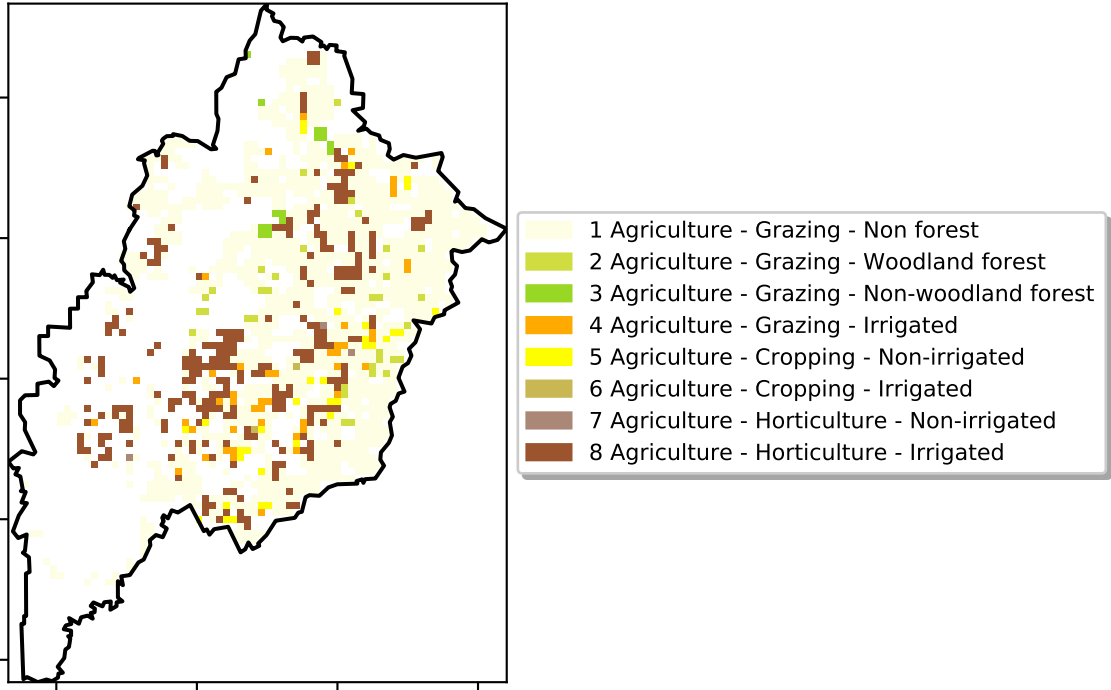 1 Agriculture - Grazing - Non forest
2 Agriculture - Grazing - Woodland forest
3 Agriculture - Grazing - Non-woodland forest
4 Agriculture - Grazing - Irrigated
5 Agriculture - Cropping - Non-irrigated
6 Agriculture - Cropping - Irrigated
7 Agriculture - Horticulture - Non-irrigated
8 Agriculture - Horticulture - Irrigated